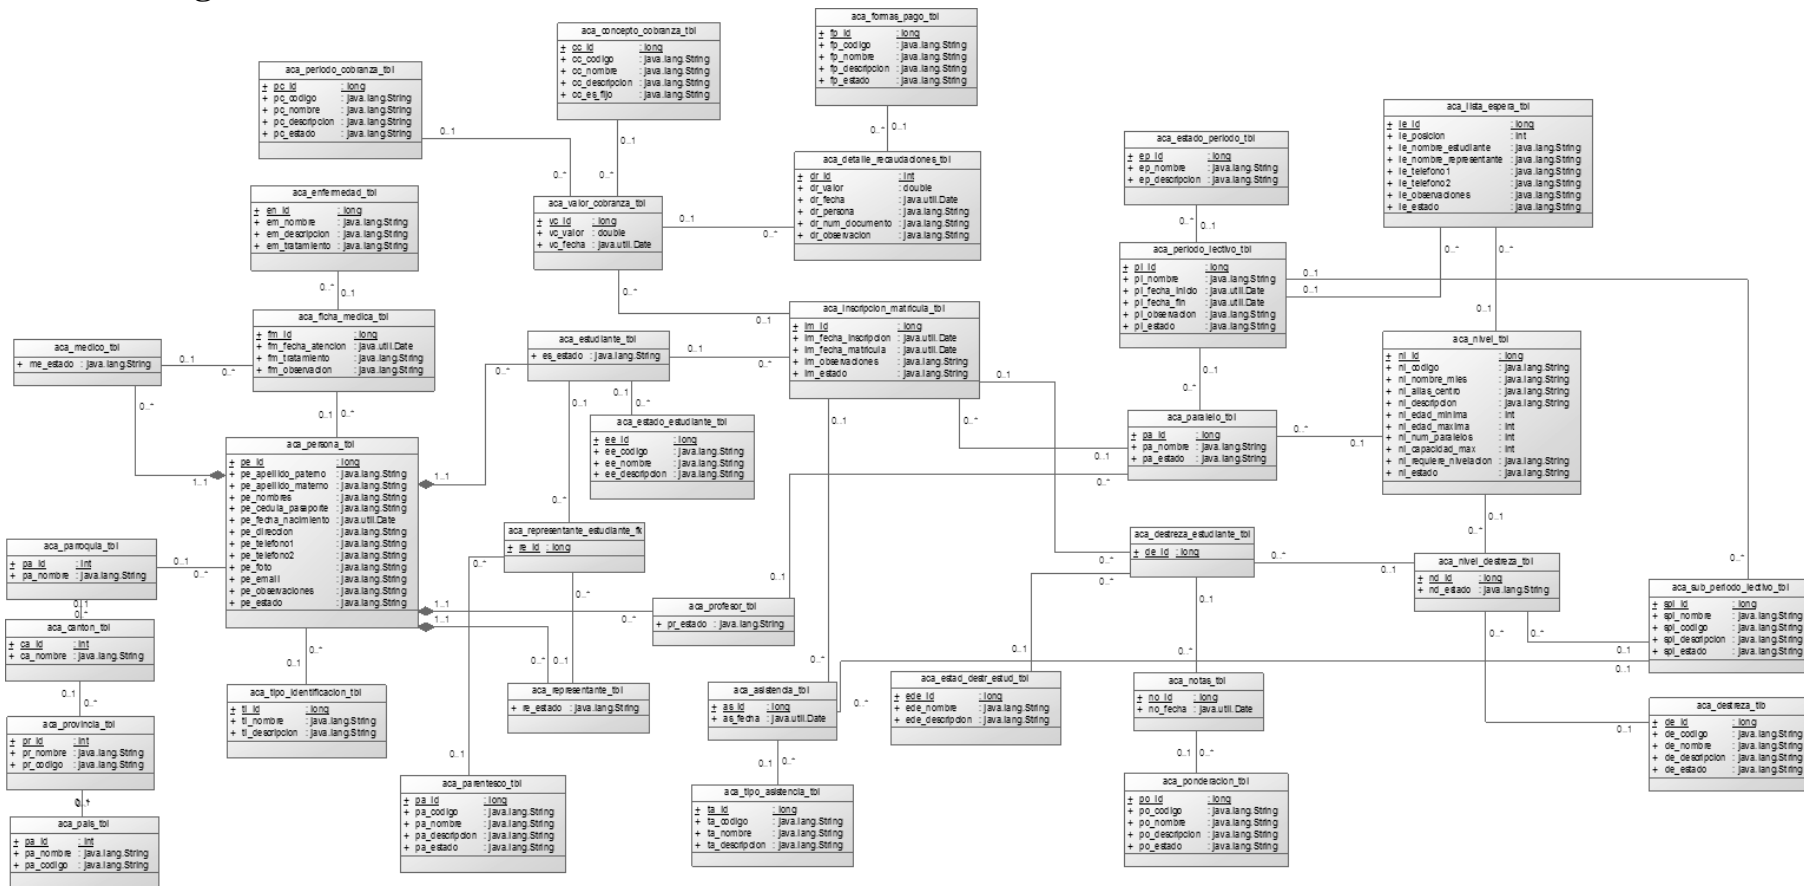 aca_formas_pago_tbl
+ fp_id : long
+ fp_codigo : java.lang.String
+ fp_nombre : java.lang.String
+ fp_descripcion : java.lang.String
+ fp_estado : java.lang.String
aca_concepto_cobranza_tbl
+ cc_id : long
+ cc_codigo : java.lang.String
+ cc_nombre : java.lang.String
+ cc_descripcion : java.lang.String
+ cc_es_fijo : java.lang.String
aca_periodo_cobranza_tbl
+ pc_id : long
+ pc_codigo : java.lang.String
+ pc_nombre : java.lang.String
+ pc_descripcion : java.lang.String
+ pc_estado : java.lang.String
aca_lista_espera_tbl
+ le_id : long
+ le_posicion : int
+ le_nombre_estudiante : java.lang.String
+ le_nombre_representante : java.lang.String
+ le_telefono1 : java.lang.String
+ le_telefono2 : java.lang.String
+ le_observaciones : java.lang.String
+ le_estado : java.lang.String
aca_estado_periodo_tbl
+ ep_id : long
+ ep_nombre : java.lang.String
+ ep_descripcion : java.lang.String
aca_detalle_recaudaciones_tbl
+ dr_id : int
+ dr_valor : double
+ dr_fecha : java.util.Date
+ dr_persona : java.lang.String
+ dr_num_documento : java.lang.String
+ dr_observacion : java.lang.String
aca_enfermedad_tbl
+ en_id : long
+ em_nombre : java.lang.String
+ em_descripcion : java.lang.String
+ em_tratamiento : java.lang.String
aca_valor_cobranza_tbl
+ vc_id : long
+ vc_valor : double
+ vc_fecha : java.util.Date
aca_periodo_lectivo_tbl
+ pl_id : long
+ pl_nombre : java.lang.String
+ pl_fecha_inicio : java.util.Date
+ pl_fecha_fin : java.util.Date
+ pl_observacion : java.lang.String
+ pl_estado : java.lang.String
aca_inscripcion_matricula_tbl
+ im_id : long
+ im_fecha_inscripcion : java.util.Date
+ im_fecha_matricula : java.util.Date
+ im_observaciones : java.lang.String
+ im_estado : java.lang.String
aca_ficha_medica_tbl
+ fm_id : long
+ fm_fecha_atencion : java.util.Date
+ fm_tratamiento : java.lang.String
+ fm_observacion : java.lang.String
aca_estudiante_tbl
+ es_estado : java.lang.String
aca_medico_tbl
+ me_estado : java.lang.String
aca_nivel_tbl
+ ni_id : long
+ ni_codigo : java.lang.String
+ ni_nombre_mies : java.lang.String
+ ni_alias_centro : java.lang.String
+ ni_descripcion : java.lang.String
+ ni_edad_minima : int
+ ni_edad_maxima : int
+ ni_num_paralelos : int
+ ni_capacidad_max : int
+ ni_requiere_nivelacion : java.lang.String
+ ni_estado : java.lang.String
aca_paralelo_tbl
+ pa_id : long
+ pa_nombre : java.lang.String
+ pa_estado : java.lang.String
aca_estado_estudiante_tbl
+ ee_id : long
+ ee_codigo : java.lang.String
+ ee_nombre : java.lang.String
+ ee_descripcion : java.lang.String
aca_persona_tbl
+ pe_id : long
+ pe_apellido_paterno : java.lang.String
+ pe_apellido_materno : java.lang.String
+ pe_nombres : java.lang.String
+ pe_cedula_pasaporte : java.lang.String
+ pe_fecha_nacimiento : java.util.Date
+ pe_direccion : java.lang.String
+ pe_telefono1 : java.lang.String
+ pe_telefono2 : java.lang.String
+ pe_foto : java.lang.String
+ pe_email : java.lang.String
+ pe_observaciones : java.lang.String
+ pe_estado : java.lang.String
aca_representante_estudiante_fk
+ re_id : long
aca_destreza_estudiante_tbl
+ de_id : long
aca_parroquia_tbl
+ pa_id : int
+ pa_nombre : java.lang.String
aca_nivel_destreza_tbl
+ nd_id : long
+ nd_estado : java.lang.String
aca_sub_periodo_lectivo_tbl
+ spl_id : long
+ spl_nombre : java.lang.String
+ spl_codigo : java.lang.String
+ spl_descripcion : java.lang.String
+ spl_estado : java.lang.String
aca_profesor_tbl
+ pr_estado : java.lang.String
aca_canton_tbl
+ ca_id : int
+ ca_nombre : java.lang.String
aca_tipo_identificacion_tbl
+ ti_id : long
+ ti_nombre : java.lang.String
+ ti_descripcion : java.lang.String
aca_representante_tbl
+ re_estado : java.lang.String
aca_asistencia_tbl
+ as_id : long
+ as_fecha : java.util.Date
aca_estad_destr_estud_tbl
+ ede_id : long
+ ede_nombre : java.lang.String
+ ede_descripcion : java.lang.String
aca_notas_tbl
+ no_id : long
+ no_fecha : java.util.Date
aca_destreza_tlb
+ de_id : long
+ de_codigo : java.lang.String
+ de_nombre : java.lang.String
+ de_descripcion : java.lang.String
+ de_estado : java.lang.String
aca_provincia_tbl
+ pr_id : int
+ pr_nombre : java.lang.String
+ pr_codigo : java.lang.String
aca_parentesco_tbl
+ pa_id : long
+ pa_codigo : java.lang.String
+ pa_nombre : java.lang.String
+ pa_descripcion : java.lang.String
+ pa_estado : java.lang.String
aca_tipo_asistencia_tbl
+ ta_id : long
+ ta_codigo : java.lang.String
+ ta_nombre : java.lang.String
+ ta_descripcion : java.lang.String
aca_ponderacion_tbl
+ po_id : long
+ po_codigo : java.lang.String
+ po_nombre : java.lang.String
+ po_descripcion : java.lang.String
+ po_estado : java.lang.String
aca_pais_tbl
+ pa_id : int
+ pa_nombre : java.lang.String
+ pa_codigo : java.lang.String